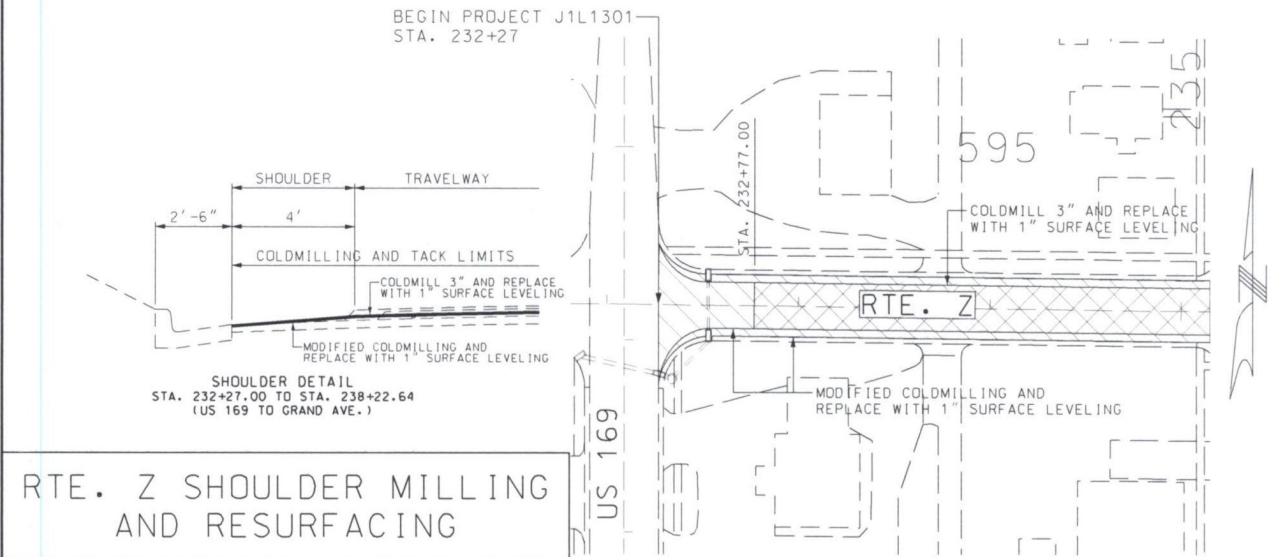 BEGIN PROJECT J1L1301
STA. 232+27
SHOULDER
TRAVELWAY
2'-6"
4'
COLDMILLING AND TACK LIMITS
COLDMILL 3" AND REPLACE
WITH 1" SURFACE LEVELING
MODIFIED COLDMILLING AND
REPLACE WITH 1" SURFACE LEVELING
SHOULDER DETAIL
STA. 232+27.00 TO STA. 238+22.64
(US 169 TO GRAND AVE.)
RTE. Z SHOULDER MILLING
AND RESURFACING
STA. 232+77.00
595
235
COLDMILL 3" AND REPLACE
WITH 1" SURFACE LEVELING
RTE. Z
MODIFIED COLDMILLING AND
REPLACE WITH 1" SURFACE LEVELING
US 169